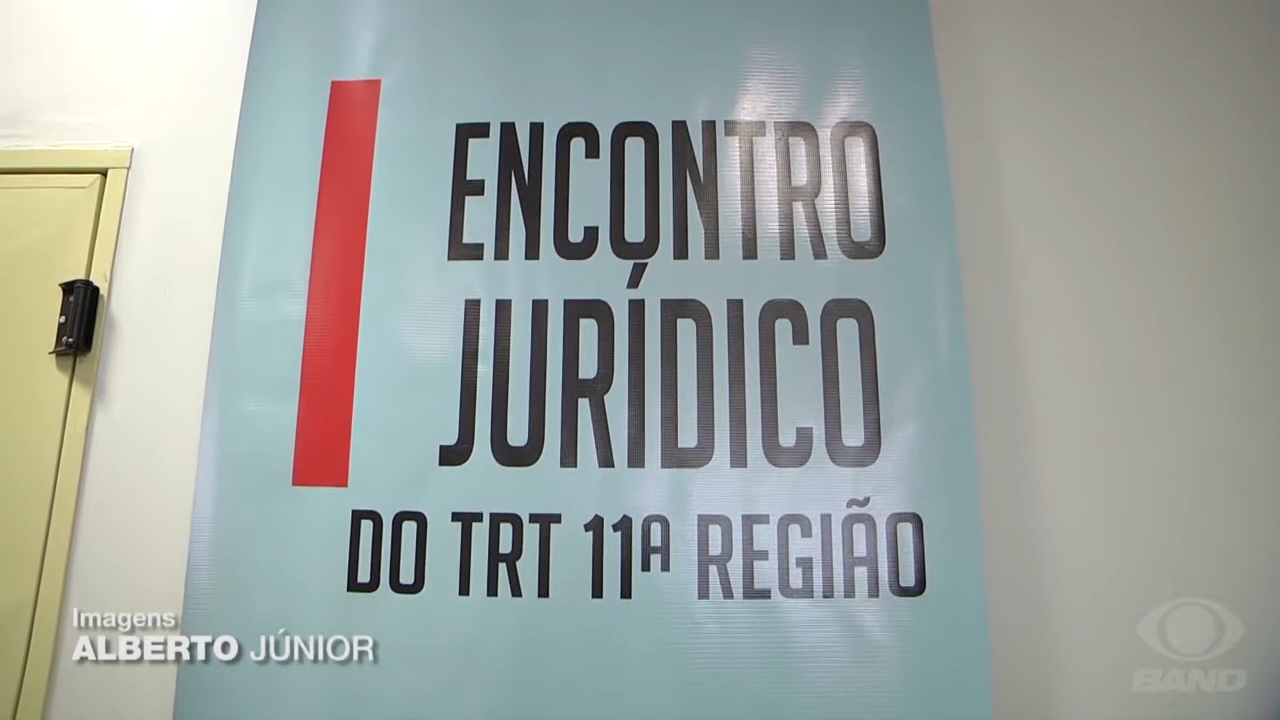 I ENCONTRO
JURÍDICO
DO TRT 11ª REGIÃO
Imagens
ALBERTO JÚNIOR
BAND